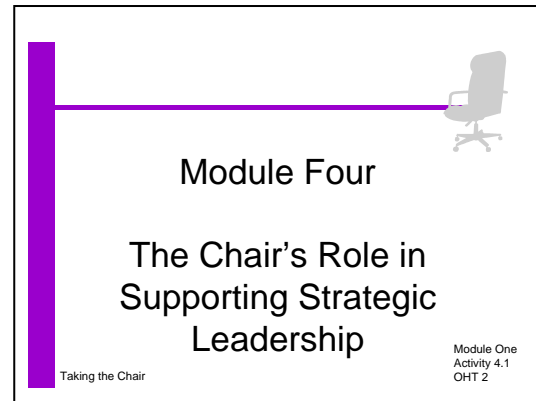 Module Four
The Chair's Role in
Supporting Strategic
Leadership
Taking the Chair
Module One
Activity 4.1
OHT 2